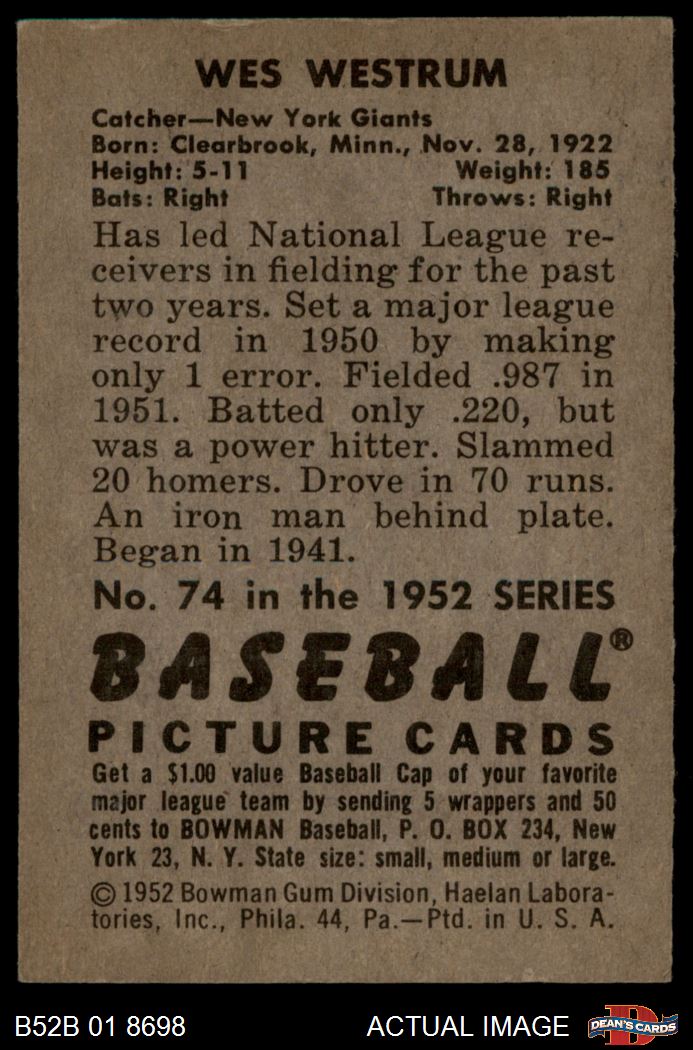 WES WESTRUM
Catcher—New York Giants
Born: Clearbrook, Minn., Nov. 28, 1922
Height: 5-11 Weight: 185
Bats: Right Throws: Right
Has led National League re-
ceivers in fielding for the past
two years. Set a major league
record in 1950 by making
only 1 error. Fielded .987 in
1951. Batted only .220, but
was a power hitter. Slammed
20 homers. Drove in 70 runs.
An iron man behind plate.
Began in 1941.
No. 74 in the 1952 SERIES
BASEBALL®
PICTURE CARDS
Get a $1.00 value Baseball Cap of your favorite
major league team by sending 5 wrappers and 50
cents to BOWMAN Baseball, P. O. BOX 234, New
York 23, N. Y. State size: small, medium or large.
© 1952 Bowman Gum Division, Haelan Labora-
tories, Inc., Phila. 44, Pa.—Ptd. in U. S. A.
B52B 01 8698 ACTUAL IMAGE D DEAN'S CARDS